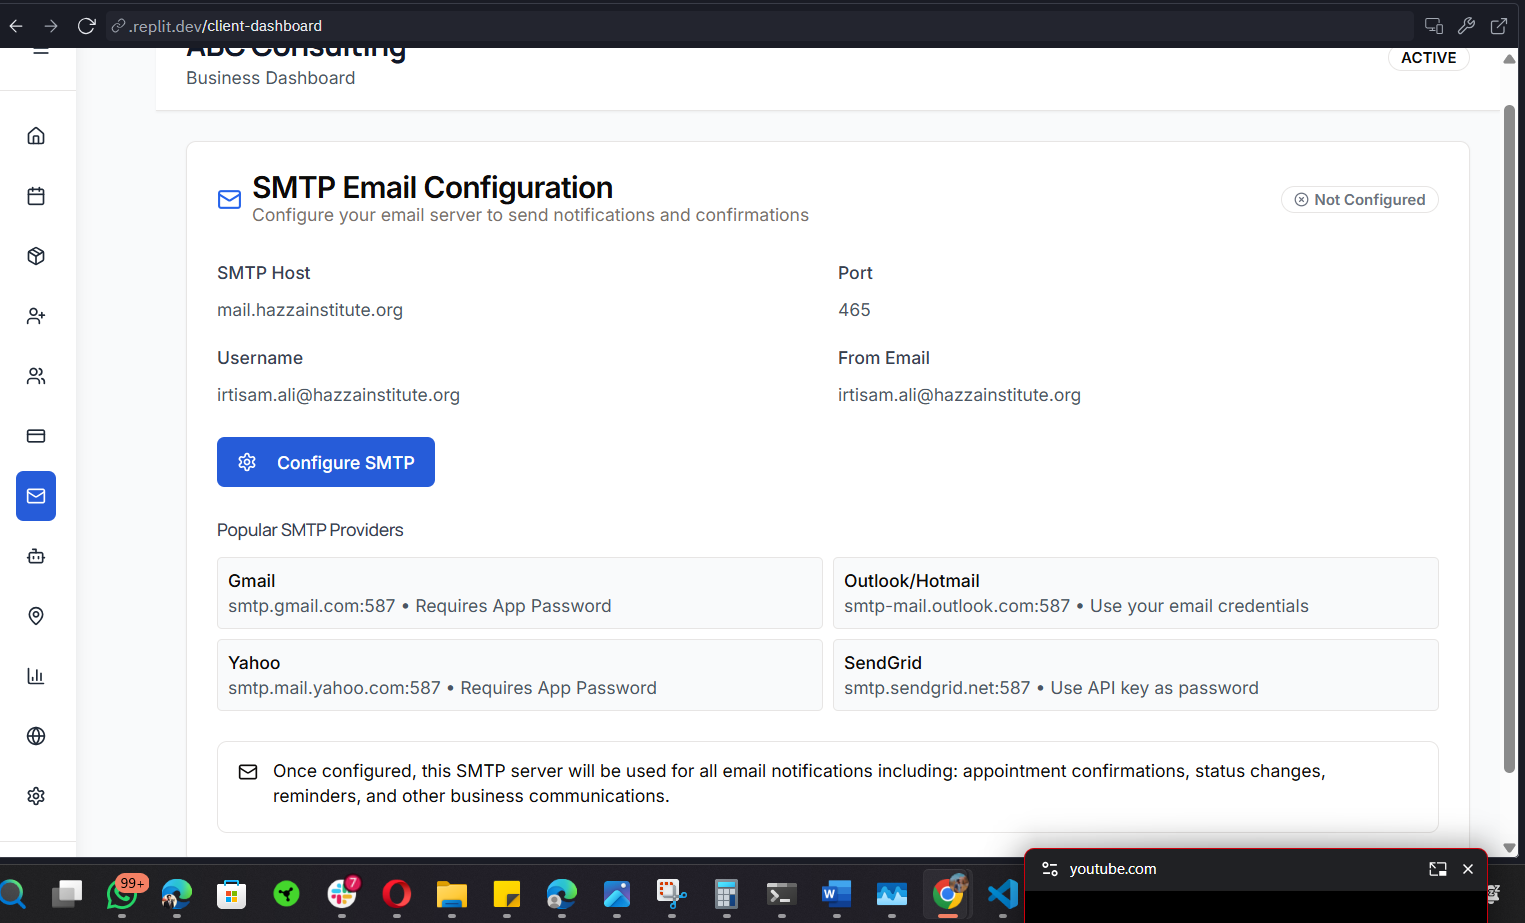 .replit.dev/client-dashboard
ABC Consulting
Business Dashboard
ACTIVE
SMTP Email Configuration
Configure your email server to send notifications and confirmations
Not Configured
SMTP Host
mail.hazzainstitute.org
Port
465
Username
irtisam.ali@hazzainstitute.org
From Email
irtisam.ali@hazzainstitute.org
Configure SMTP
Popular SMTP Providers
Gmail
smtp.gmail.com:587 • Requires App Password
Outlook/Hotmail
smtp-mail.outlook.com:587 • Use your email credentials
Yahoo
smtp.mail.yahoo.com:587 • Requires App Password
SendGrid
smtp.sendgrid.net:587 • Use API key as password
Once configured, this SMTP server will be used for all email notifications including: appointment confirmations, status changes,
reminders, and other business communications.
youtube.com
99+
7